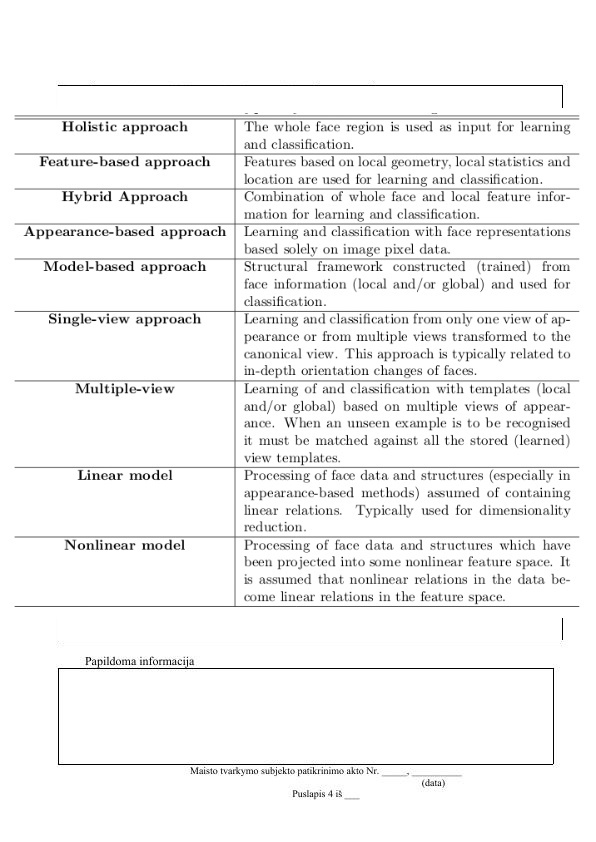 Holistic approach
The whole face region is used as input for learning
and classification.
Feature-based approach
Features based on local geometry, local statistics and
location are used for learning and classification.
Hybrid Approach
Combination of whole face and local feature infor-
mation for learning and classification.
Appearance-based approach
Learning and classification with face representations
based solely on image pixel data.
Model-based approach
Structural framework constructed (trained) from
face information (local and/or global) and used for
classification.
Single-view approach
Learning and classification from only one view of ap-
pearance or from multiple views transformed to the
canonical view. This approach is typically related to
in-depth orientation changes of faces.
Multiple-view
Learning of and classification with templates (local
and/or global) based on multiple views of appear-
ance. When an unseen example is to be recognised
it must be matched against all the stored (learned)
view templates.
Linear model
Processing of face data and structures (especially in
appearance-based methods) assumed of containing
linear relations. Typically used for dimensionality
reduction.
Nonlinear model
Processing of face data and structures which have
been projected into some nonlinear feature space. It
is assumed that nonlinear relations in the data be-
come linear relations in the feature space.
Papildoma informacija
Maisto tvarkymo subjekto patikrinimo akto Nr. _____, __________
(data)
Puslapis 4 iš ___